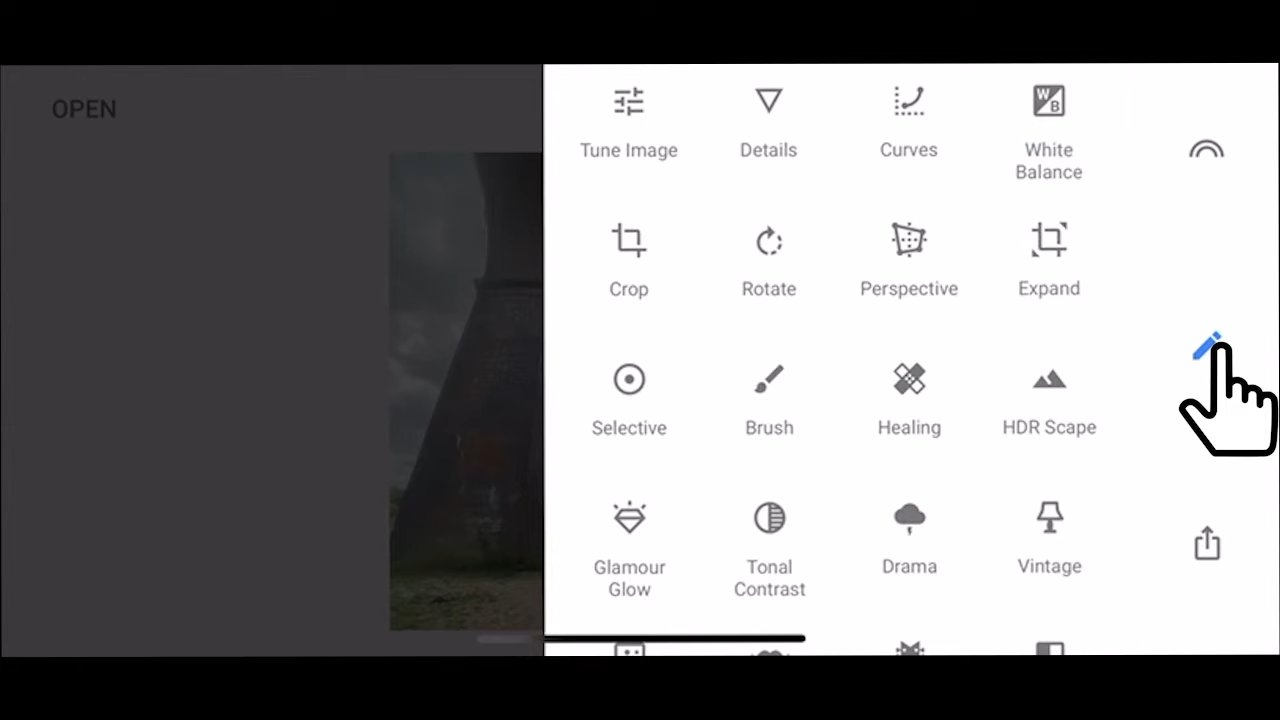 OPEN
Tune Image
Details
Curves
W
B
White
Balance
Crop
Rotate
Perspective
Expand
Selective
Brush
Healing
HDR Scape
Glamour
Glow
Tonal
Contrast
Drama
Vintage